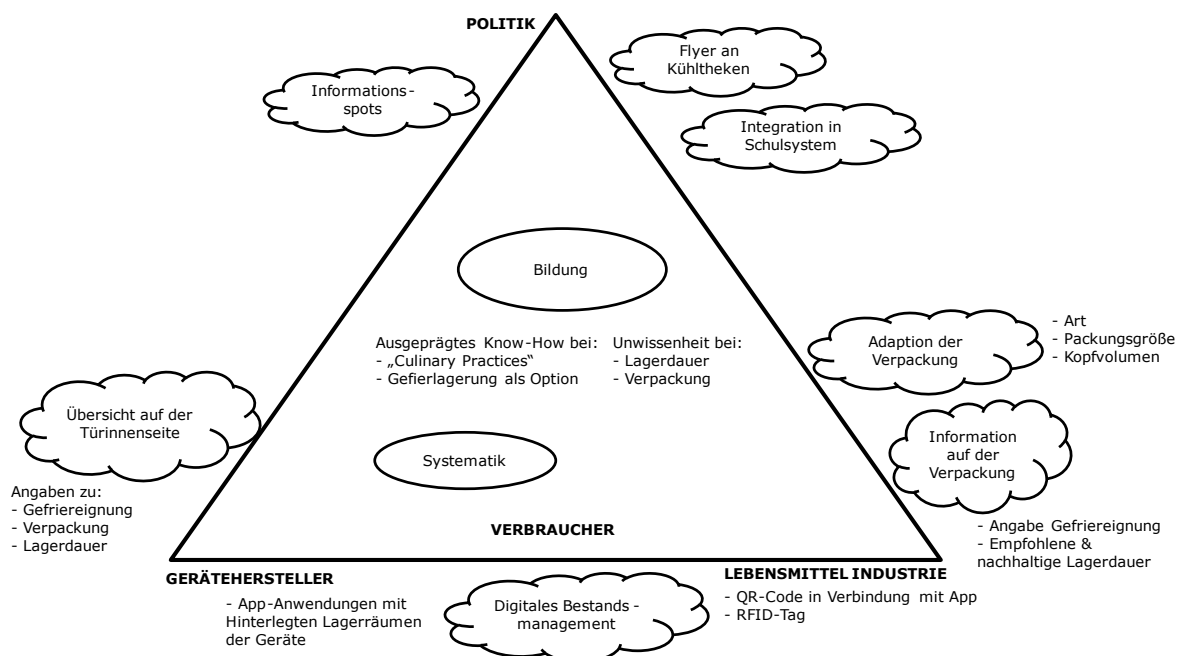 POLITIK
Flyer an
Kühltheken
Informations-
spots
Integration in
Schulsystem
Bildung
Ausgeprägtes Know-How bei:
- „Culinary Practices“
- Gefierlagerung als Option
Unwissenheit bei:
- Lagerdauer
- Verpackung
Adaption der
Verpackung
- Art
- Packungsgröße
- Kopfvolumen
Übersicht auf der
Türinnenseite
Angaben zu:
- Gefriereignung
- Verpackung
- Lagerdauer
Systematik
Information
auf der
Verpackung
- Angabe Gefriereignung
- Empfohlene &
nachhaltige Lagerdauer
VERBRAUCHER
GERÄTEHERSTELLER
- App-Anwendungen mit
Hinterlegten Lagerräumen
der Geräte
Digitales Bestands-
management
LEBENSMITTEL INDUSTRIE
- QR-Code in Verbindung mit App
- RFID-Tag